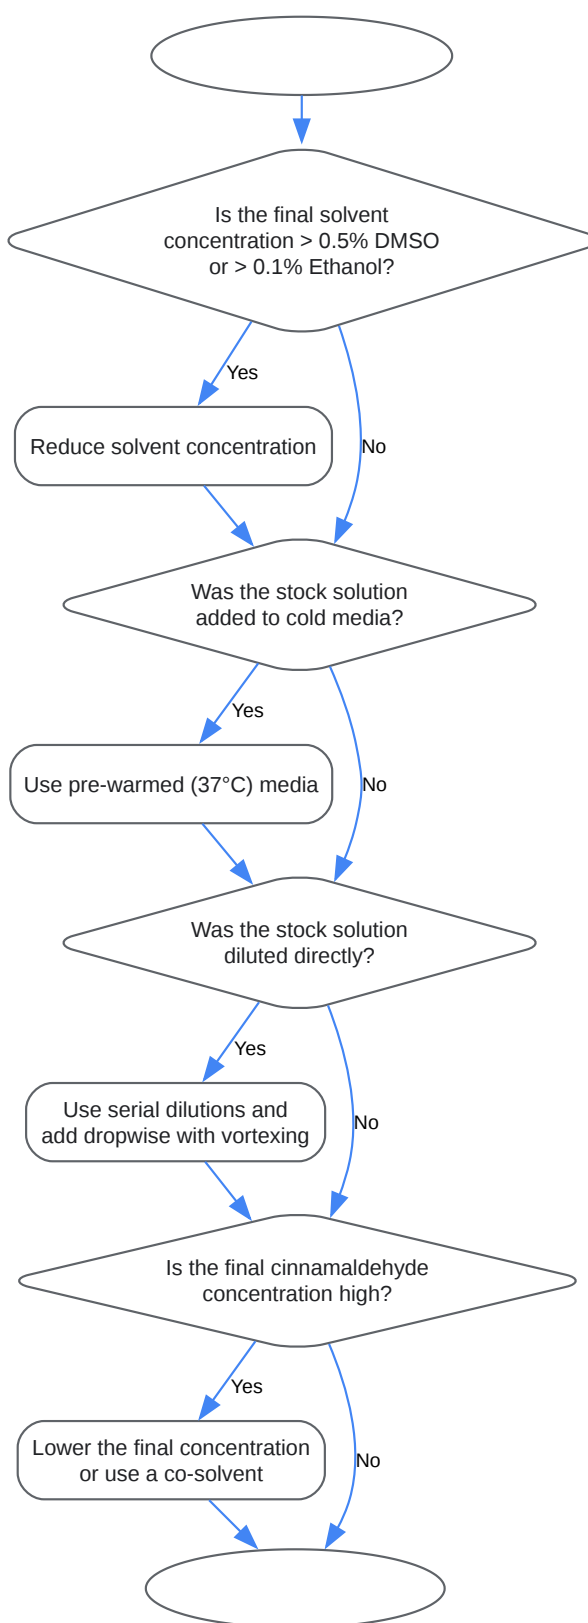 Is the final solvent
concentration > 0.5% DMSO
or > 0.1% Ethanol?
Yes
No
Reduce solvent concentration
Was the stock solution
added to cold media?
Yes
No
Use pre-warmed (37°C) media
Was the stock solution
diluted directly?
Yes
No
Use serial dilutions and
add dropwise with vortexing
Is the final cinnamaldehyde
concentration high?
Yes
No
Lower the final concentration
or use a co-solvent